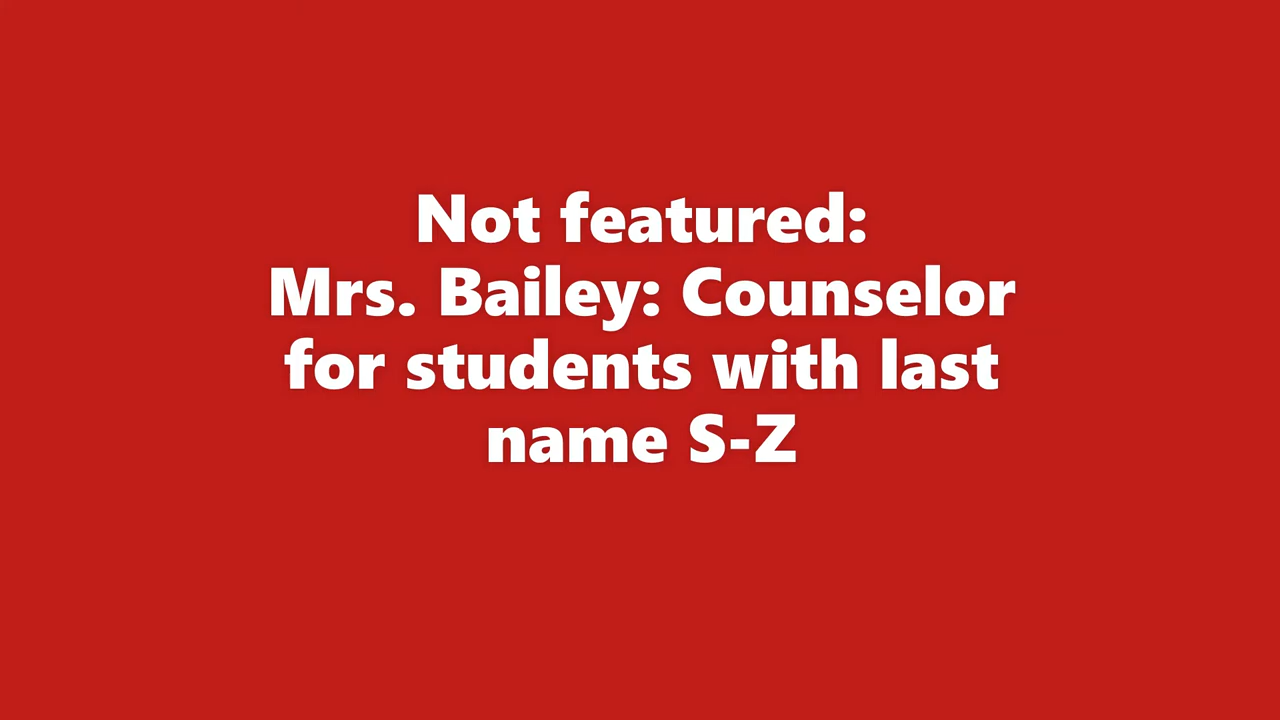 Not featured:
Mrs. Bailey: Counselor
for students with last
name S-Z